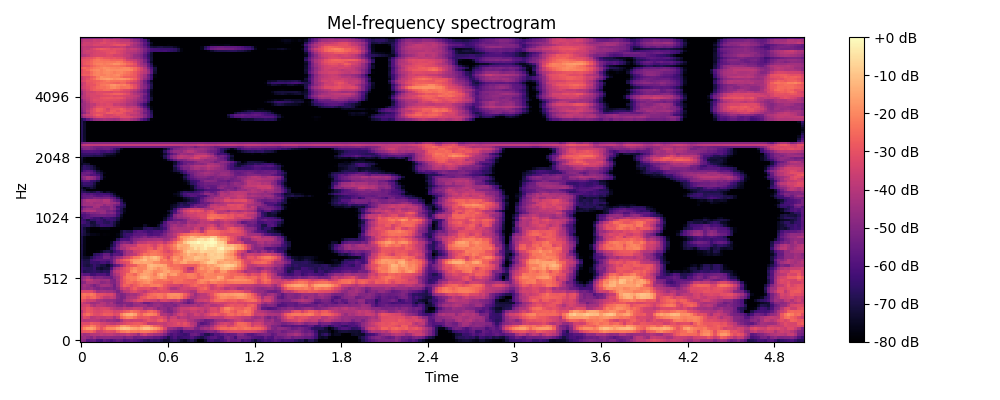 Mel-frequency spectrogram
Hz
4096
2048
1024
512
0
0 0.6 1.2 1.8 2.4 3 3.6 4.2 4.8
Time
+0 dB
-10 dB
-20 dB
-30 dB
-40 dB
-50 dB
-60 dB
-70 dB
-80 dB